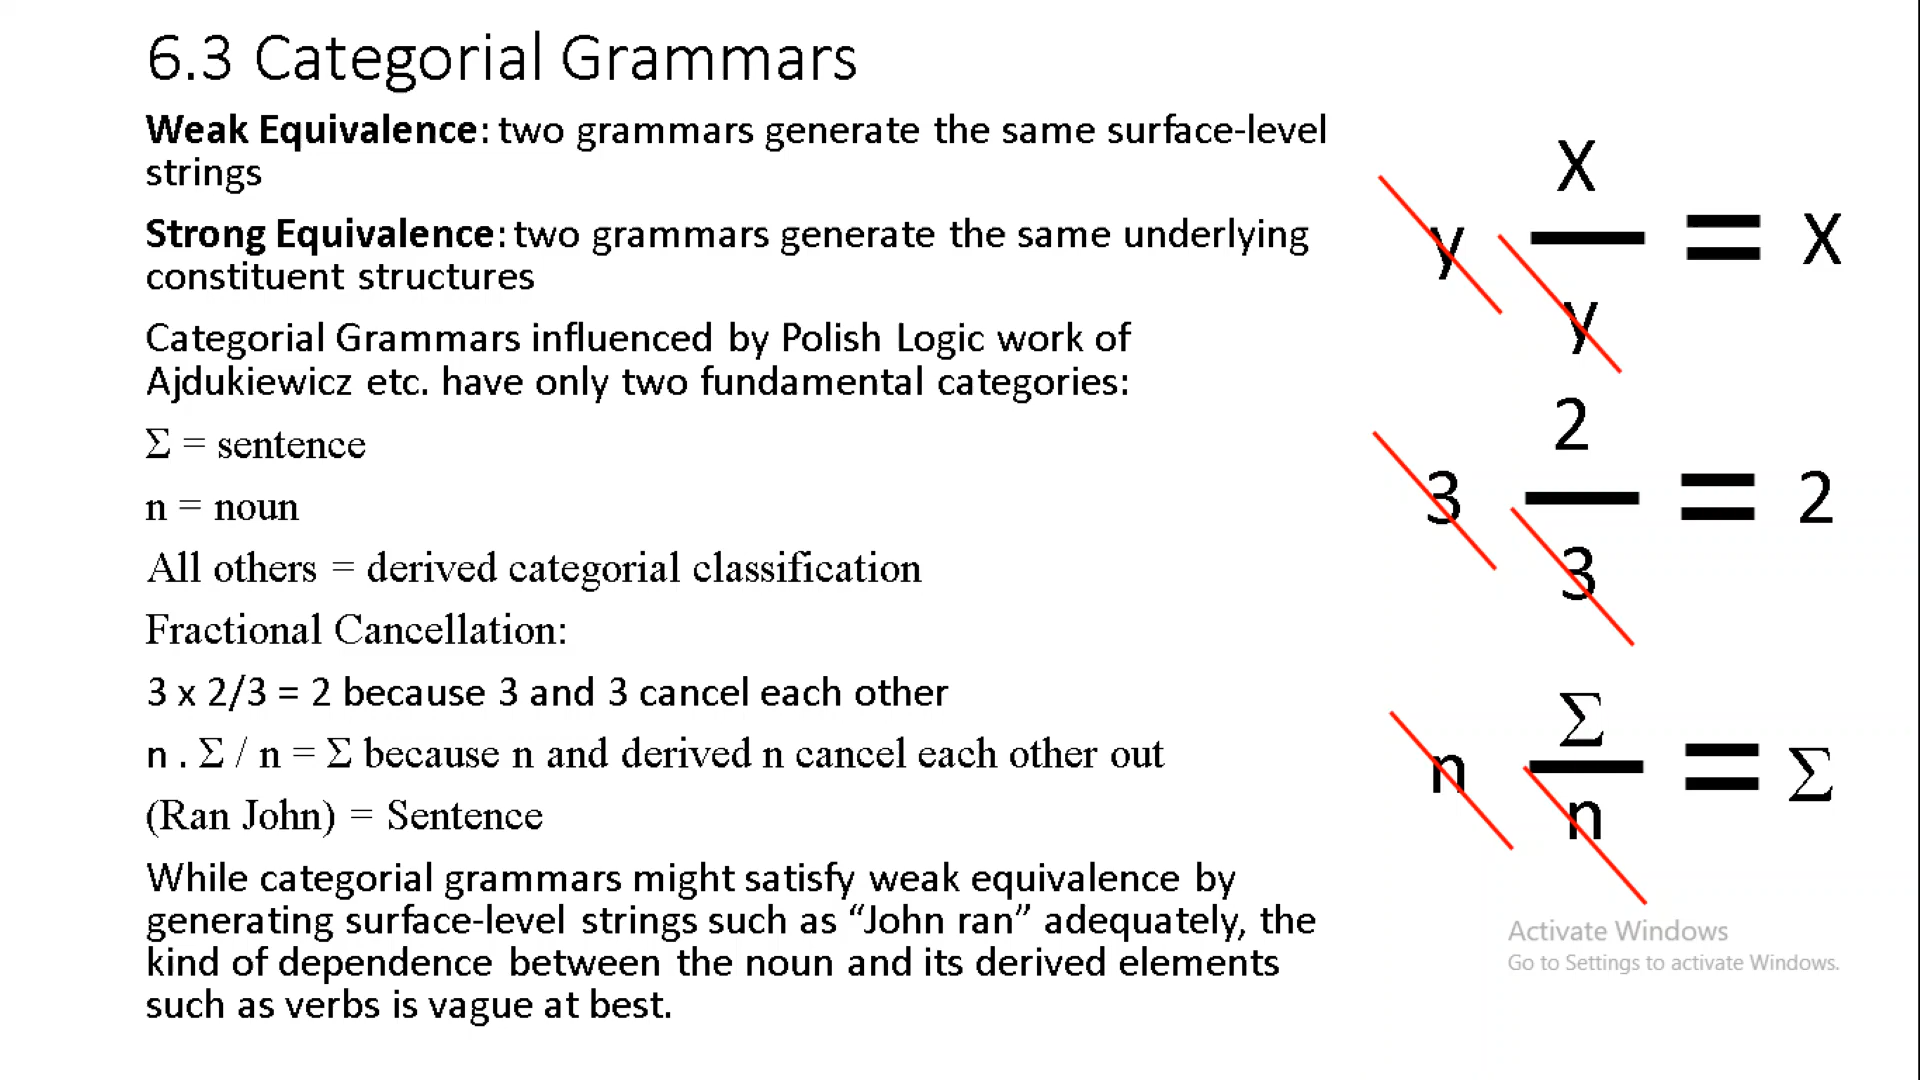 6.3 Categorial Grammars
Weak Equivalence: two grammars generate the same surface-level
strings
Strong Equivalence: two grammars generate the same underlying
constituent structures
Categorial Grammars influenced by Polish Logic work of
Ajdukiewicz etc. have only two fundamental categories:
Σ = sentence
n = noun
All others = derived categorial classification
Fractional Cancellation:
3 x 2/3 = 2 because 3 and 3 cancel each other
n . Σ / n = Σ because n and derived n cancel each other out
(Ran John) = Sentence
While categorial grammars might satisfy weak equivalence by
generating surface-level strings such as “John ran” adequately, the
kind of dependence between the noun and its derived elements
such as verbs is vague at best.
X
y = X
y
2
3 = 2
3
Σ
n = Σ
n
Activate Windows
Go to Settings to activate Windows.